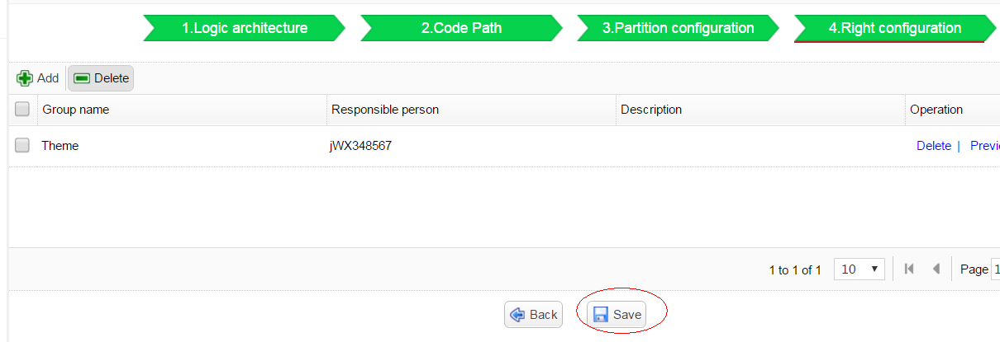 1.Logic architecture 2.Code Path 3.Partition configuration 4.Right configuration
Add Delete
Group name Responsible person Description Operation
Theme jWX348567 Delete | Previ
1 to 1 of 1 10 Page 1
Back Save